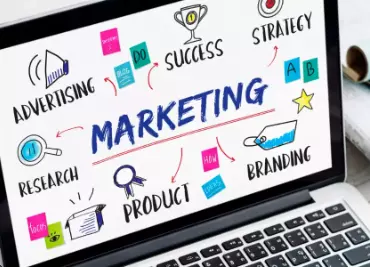 STRATEGY
SUCCESS
DO
ADVERTISING
A B
MARKETING
RESEARCH
HOW
BRANDING
PRODUCT